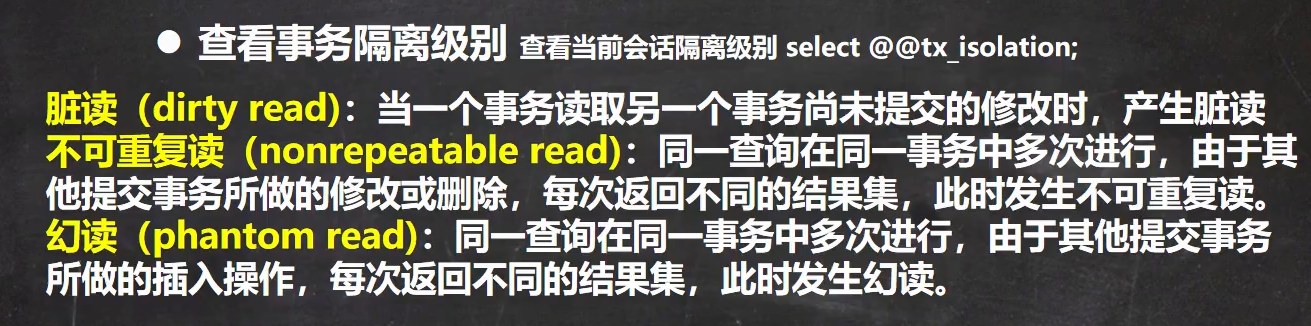 ● 查看事务隔离级别 查看当前会话隔离级别 select @@tx_isolation;
脏读（dirty read)：当一个事务读取另一个事务尚未提交的修改时，产生脏读
不可重复读（nonrepeatable read)：同一查询在同一事务中多次进行，由于其
他提交事务所做的修改或删除，每次返回不同的结果集，此时发生不可重复读。
幻读（phantom read)：同一查询在同一事务中多次进行，由于其他提交事务
所做的插入操作，每次返回不同的结果集，此时发生幻读。